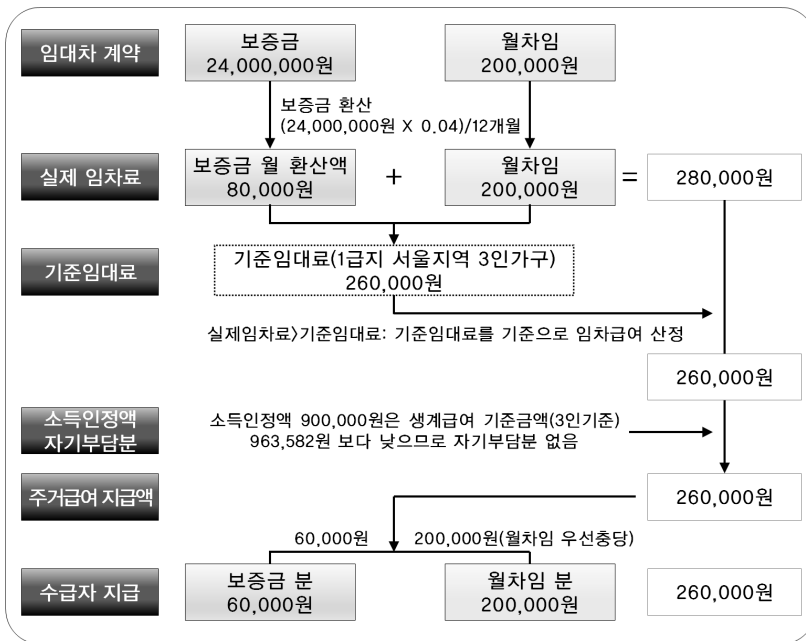 임대차 계약
보증금
24,000,000원
월차임
200,000원
보증금 환산
(24,000,000원 X 0.04)/12개월
실제 임차료
보증금 월 환산액
80,000원
+
월차임
200,000원
=
280,000원
기준임대료
기준임대료(1급지 서울지역 3인가구)
260,000원
실제임차료>기준임대료: 기준임대료를 기준으로 임차급여 산정
260,000원
소득인정액
자기부담분
소득인정액 900,000원은 생계급여 기준금액(3인기준)
963,582원 보다 낮으므로 자기부담분 없음
주거급여 지급액
260,000원
60,000원
200,000원(월차임 우선충당)
수급자 지급
보증금 분
60,000원
월차임 분
200,000원
260,000원